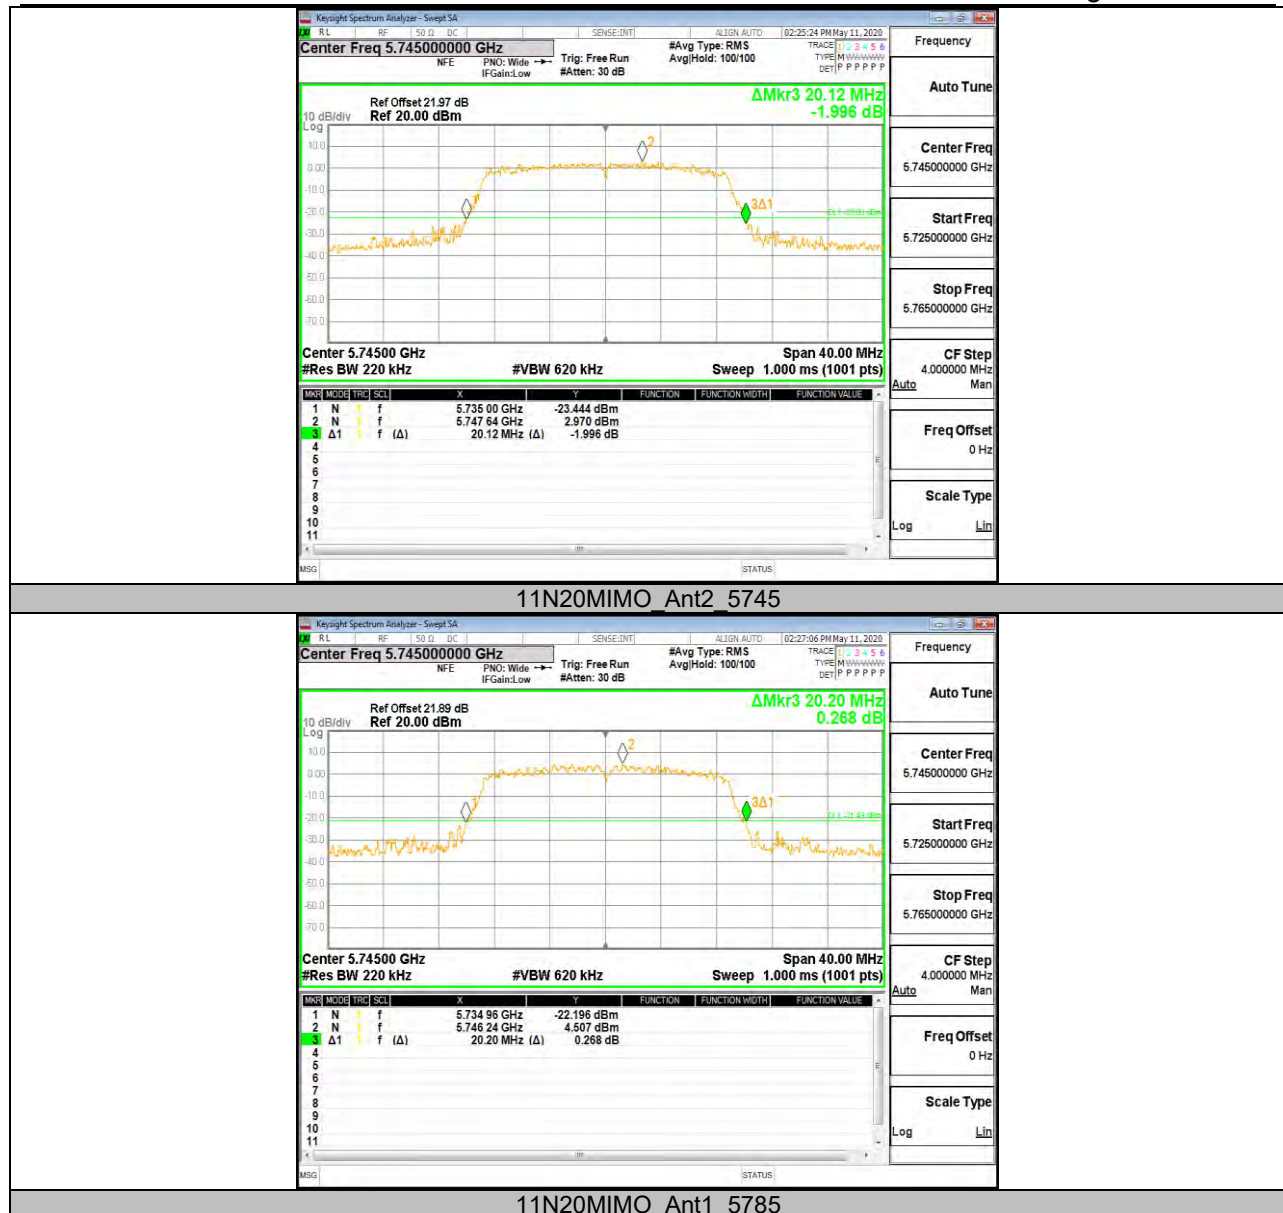 Keysight Spectrum Analyzer - Swept SA
RL RF 50 Ω DC SENSE:INT ALIGN AUTO 02:25:24 PM May 11, 2020
Center Freq 5.745000000 GHz
NFE PNO: Wide Trig: Free Run
IFGain:Low #Atten: 30 dB
#Avg Type: RMS
Avg|Hold: 100/100
TRACE 1 2 3 4 5 6
TYPE M WWWWW
DET P P P P P P
ΔMkr3 20.12 MHz
-1.996 dB
Ref Offset 21.97 dB
10 dB/div Ref 20.00 dBm
Log
10.0
0.00
-10.0
-20.0
-30.0
-40.0
-50.0
-60.0
-70.0
1
2
3Δ1
Center 5.74500 GHz Span 40.00 MHz
#Res BW 220 kHz #VBW 620 kHz Sweep 1.000 ms (1001 pts)
MKR MODE TRC SCL X Y FUNCTION FUNCTION WIDTH FUNCTION VALUE
1 N 1 f 5.735 00 GHz -23.444 dBm
2 N 1 f 5.747 64 GHz 2.970 dBm
3 Δ1 1 f (Δ) 20.12 MHz (Δ) -1.996 dB
4
5
6
7
8
9
10
11
MSG STATUS
Frequency
Auto Tune
Center Freq
5.745000000 GHz
Start Freq
5.725000000 GHz
Stop Freq
5.765000000 GHz
CF Step
4.000000 MHz
Auto Man
Freq Offset
0 Hz
Scale Type
Log Lin
11N20MIMO_Ant2_5745
Keysight Spectrum Analyzer - Swept SA
RL RF 50 Ω DC SENSE:INT ALIGN AUTO 02:27:06 PM May 11, 2020
Center Freq 5.745000000 GHz
NFE PNO: Wide Trig: Free Run
IFGain:Low #Atten: 30 dB
#Avg Type: RMS
Avg|Hold: 100/100
TRACE 1 2 3 4 5 6
TYPE M WWWWW
DET P P P P P P
ΔMkr3 20.20 MHz
0.268 dB
Ref Offset 21.89 dB
10 dB/div Ref 20.00 dBm
Log
10.0
0.00
-10.0
-20.0
-30.0
-40.0
-50.0
-60.0
-70.0
1
2
3Δ1
Center 5.74500 GHz Span 40.00 MHz
#Res BW 220 kHz #VBW 620 kHz Sweep 1.000 ms (1001 pts)
MKR MODE TRC SCL X Y FUNCTION FUNCTION WIDTH FUNCTION VALUE
1 N 1 f 5.734 96 GHz -22.196 dBm
2 N 1 f 5.746 24 GHz 4.507 dBm
3 Δ1 1 f (Δ) 20.20 MHz (Δ) 0.268 dB
4
5
6
7
8
9
10
11
MSG STATUS
Frequency
Auto Tune
Center Freq
5.745000000 GHz
Start Freq
5.725000000 GHz
Stop Freq
5.765000000 GHz
CF Step
4.000000 MHz
Auto Man
Freq Offset
0 Hz
Scale Type
Log Lin
11N20MIMO_Ant1_5785